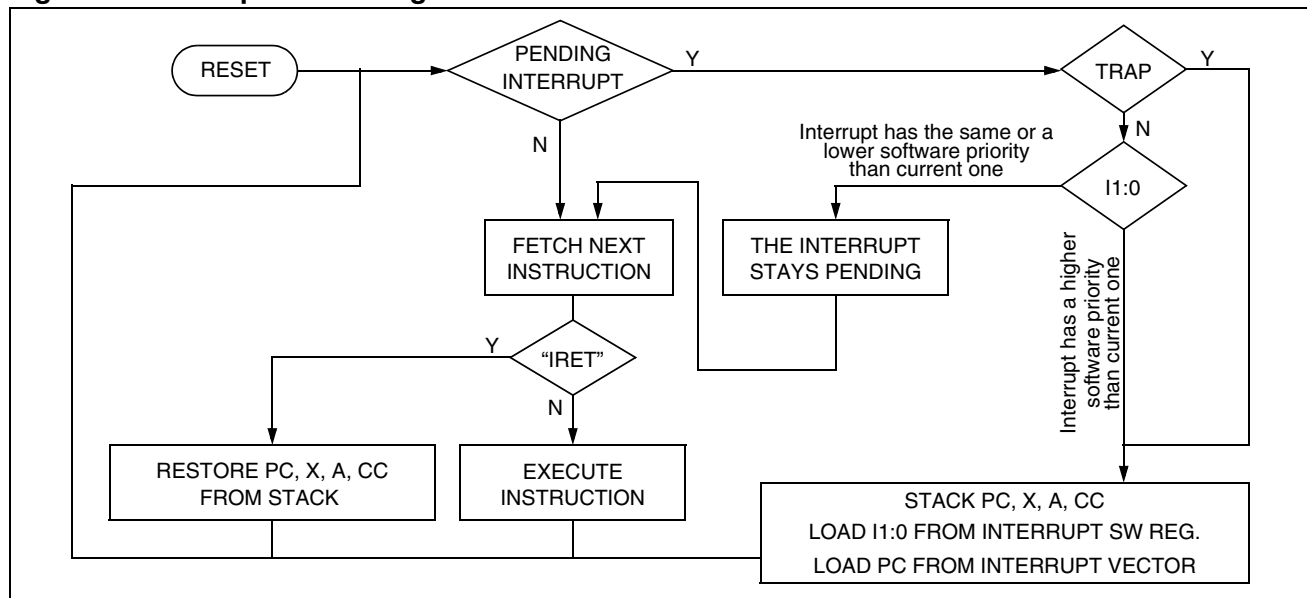 RESET
PENDING
INTERRUPT
Y
TRAP
Y
N
N
Interrupt has the same or a
lower software priority
than current one
I1:0
FETCH NEXT
INSTRUCTION
THE INTERRUPT
STAYS PENDING
Interrupt has a higher
software priority
than current one
Y
“IRET”
N
RESTORE PC, X, A, CC
FROM STACK
EXECUTE
INSTRUCTION
STACK PC, X, A, CC
LOAD I1:0 FROM INTERRUPT SW REG.
LOAD PC FROM INTERRUPT VECTOR